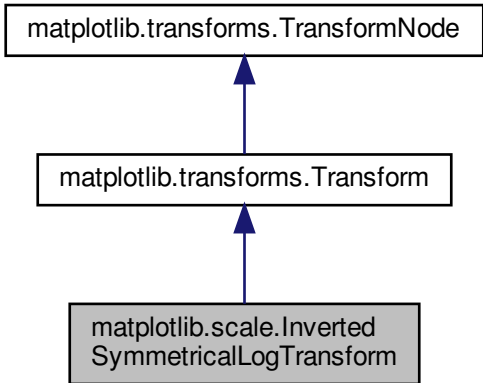 matplotlib.transforms.TransformNode
matplotlib.transforms.Transform
matplotlib.scale.Inverted
SymmetricalLogTransform